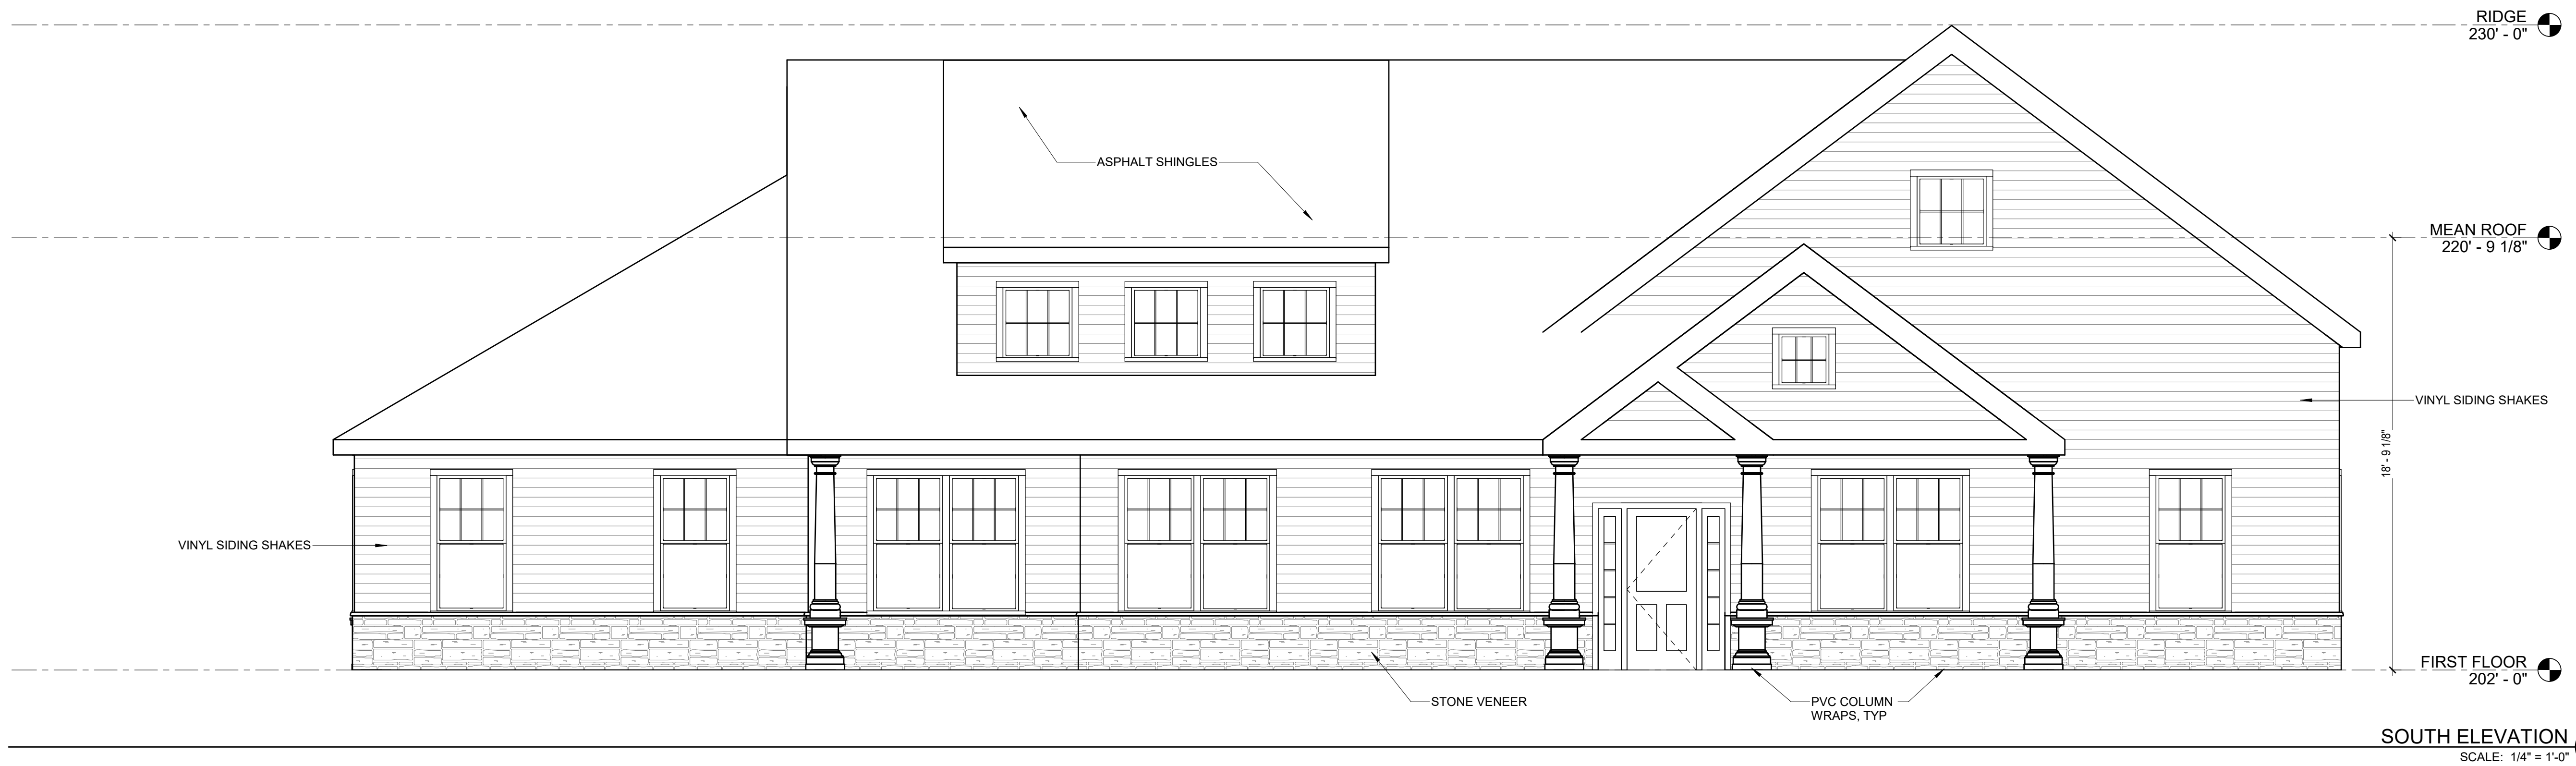 RIDGE
230' - 0"
ASPHALT SHINGLES
MEAN ROOF
220' - 9 1/8"
VINYL SIDING SHAKES
18' - 9 1/8"
VINYL SIDING SHAKES
FIRST FLOOR
202' - 0"
STONE VENEER
PVC COLUMN
WRAPS, TYP
SOUTH ELEVATION
SCALE: 1/4" = 1'-0"